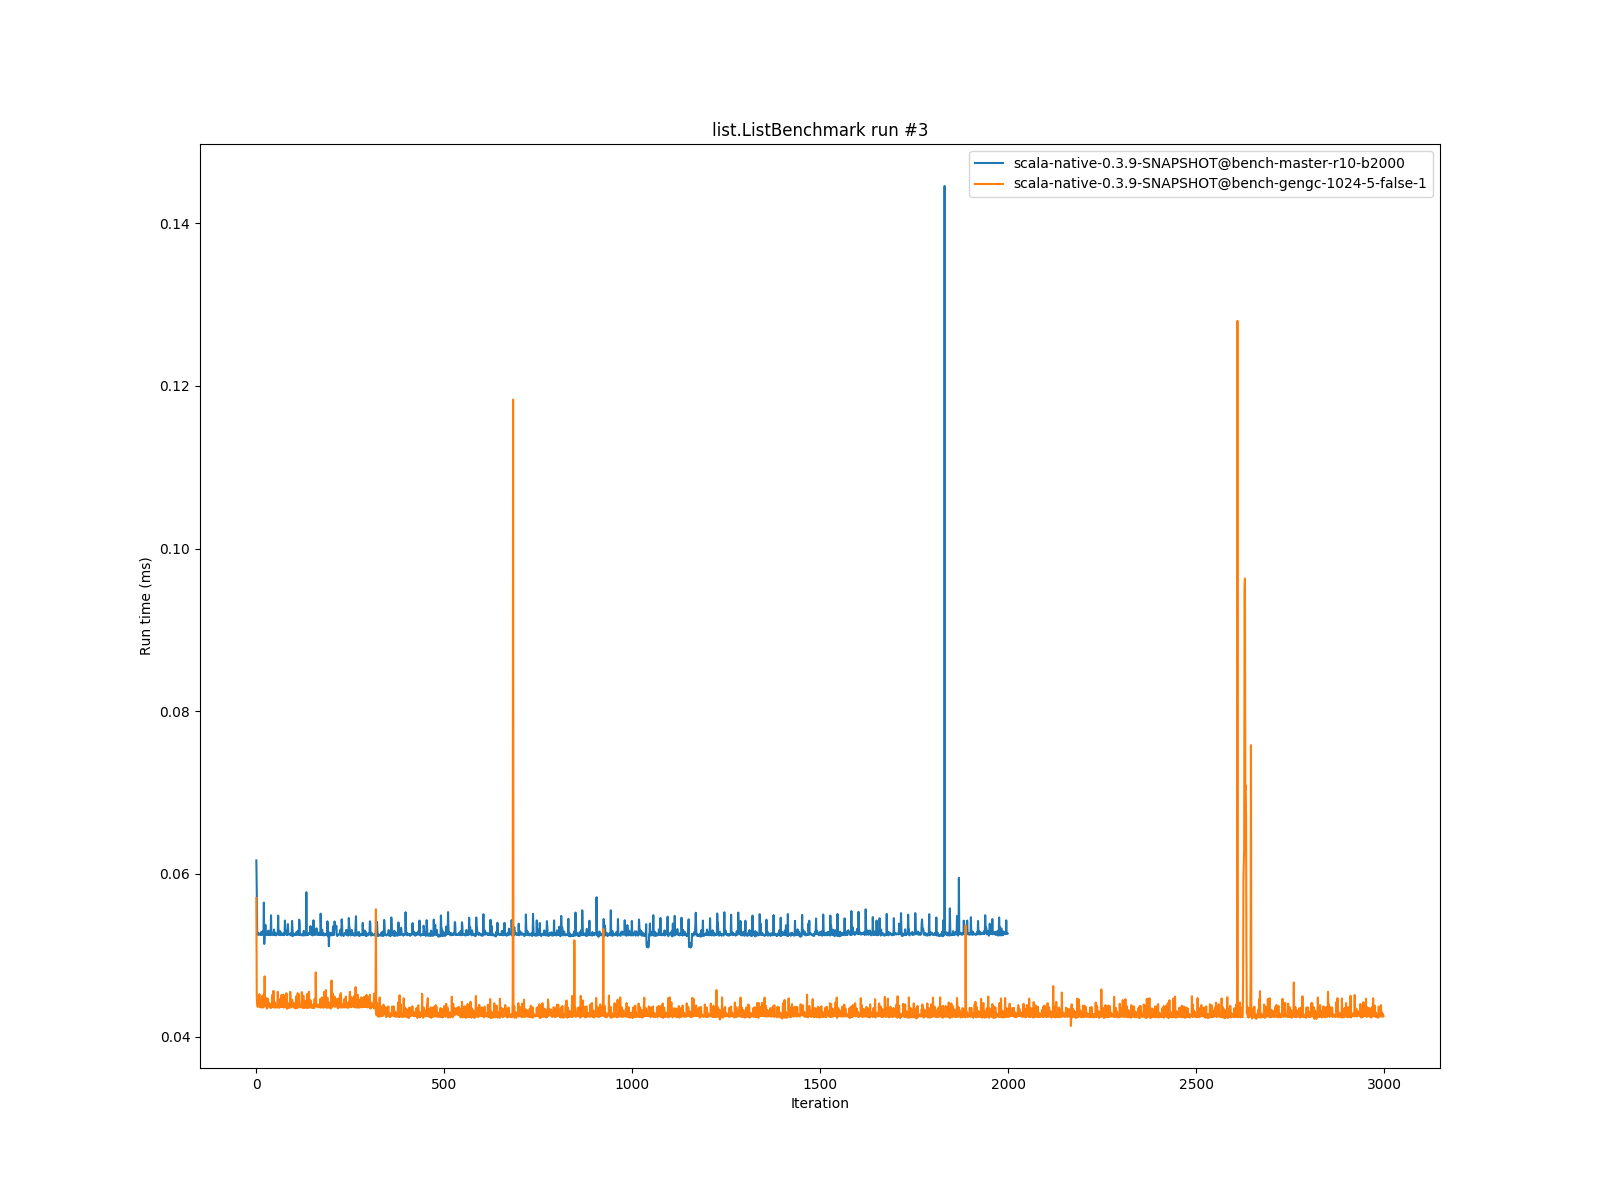 list.ListBenchmark run #3
scala-native-0.3.9-SNAPSHOT@bench-master-r10-b2000
scala-native-0.3.9-SNAPSHOT@bench-gengc-1024-5-false-1
Run time (ms)
0.14
0.12
0.10
0.08
0.06
0.04
0
500
1000
1500
2000
2500
3000
Iteration